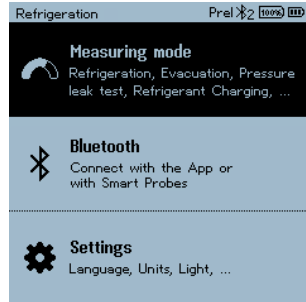 Refrigeration Prel 2 100%
Measuring mode
Refrigeration, Evacuation, Pressure
leak test, Refrigerant Charging, ...
Bluetooth
Connect with the App or
with Smart Probes
Settings
Language, Units, Light, ...